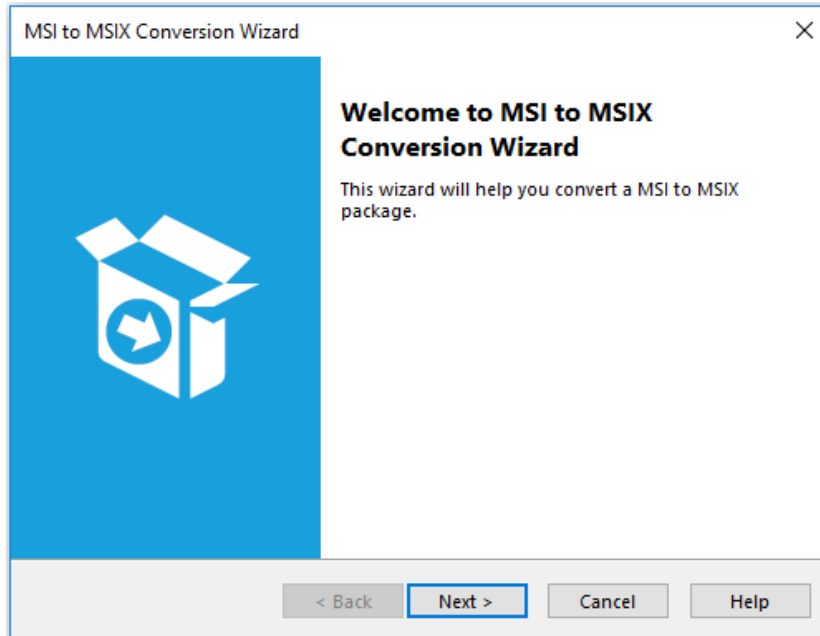 MSI to MSIX Conversion Wizard
Welcome to MSI to MSIX
Conversion Wizard
This wizard will help you convert a MSI to MSIX
package.
< Back Next > Cancel Help